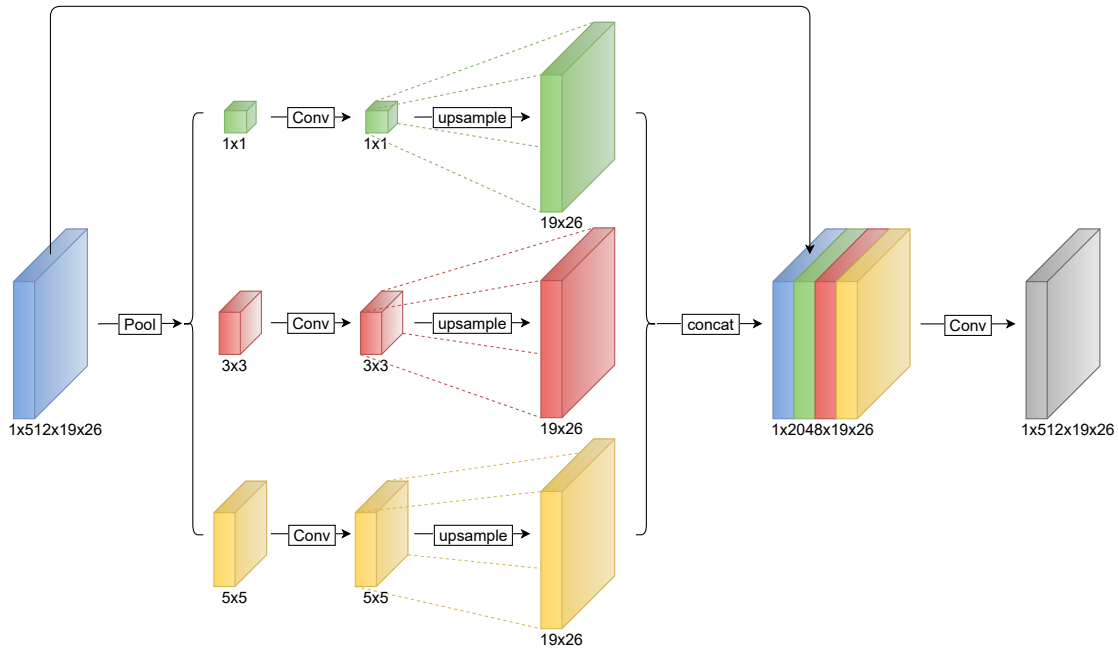 1x1
Conv
1x1
upsample
19x26
1x512x19x26
Pool
3x3
Conv
3x3
upsample
19x26
concat
1x2048x19x26
Conv
1x512x19x26
5x5
Conv
5x5
upsample
19x26